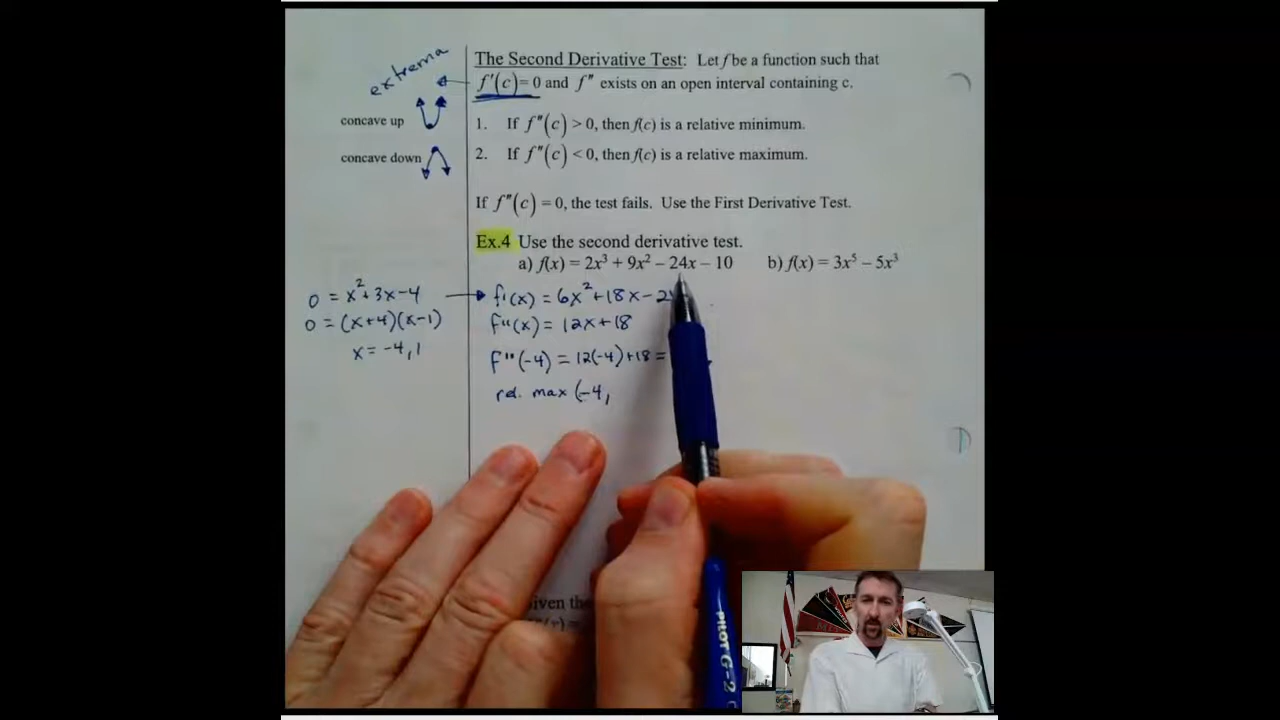 extrema
concave up
concave down
The Second Derivative Test: Let f be a function such that
f'(c) = 0 and f" exists on an open interval containing c.
1. If f"(c) > 0, then f(c) is a relative minimum.
2. If f"(c) < 0, then f(c) is a relative maximum.
If f"(c) = 0, the test fails. Use the First Derivative Test.
Ex.4 Use the second derivative test.
a) f(x) = 2x³ + 9x² – 24x – 10 b) f(x) = 3x⁵ – 5x³
0 = x²+3x-4
0 = (x+4)(x-1)
x = -4, 1
f'(x) = 6x²+18x-2
f"(x) = 12x+18
f"(-4) = 12(-4)+18 =
rel. max (-4,
iven the
PILOT G-2